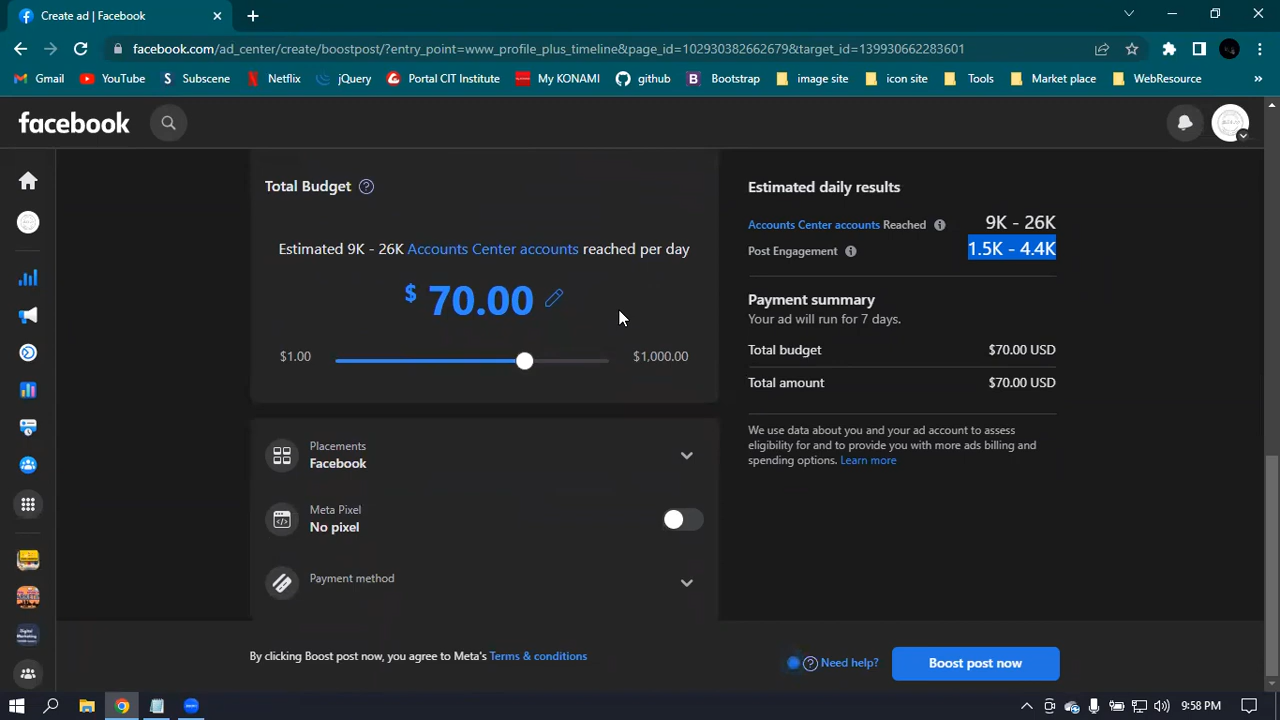 Create ad | Facebook
facebook.com/ad_center/create/boostpost/?entry_point=www_profile_plus_timeline&page_id=102930382662679&target_id=139930662283601
Gmail YouTube Subscene Netflix jQuery Portal CIT Institute My KONAMI github Bootstrap image site icon site Tools Market place WebResource »
facebook
Total Budget ?
Estimated 9K - 26K Accounts Center accounts reached per day
$ 70.00
$1.00 $1,000.00
Placements
Facebook
Meta Pixel
No pixel
Payment method
Estimated daily results
Accounts Center accounts Reached 9K - 26K
Post Engagement 1.5K - 4.4K
Payment summary
Your ad will run for 7 days.
Total budget $70.00 USD
Total amount $70.00 USD
We use data about you and your ad account to assess
eligibility for and to provide you with more ads billing and
spending options. Learn more
By clicking Boost post now, you agree to Meta's Terms & conditions
? Need help?
Boost post now
9:58 PM